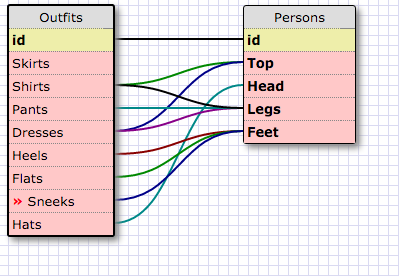 Outfits
id
Skirts
Shirts
Pants
Dresses
Heels
Flats
» Sneeks
Hats
Persons
id
Top
Head
Legs
Feet